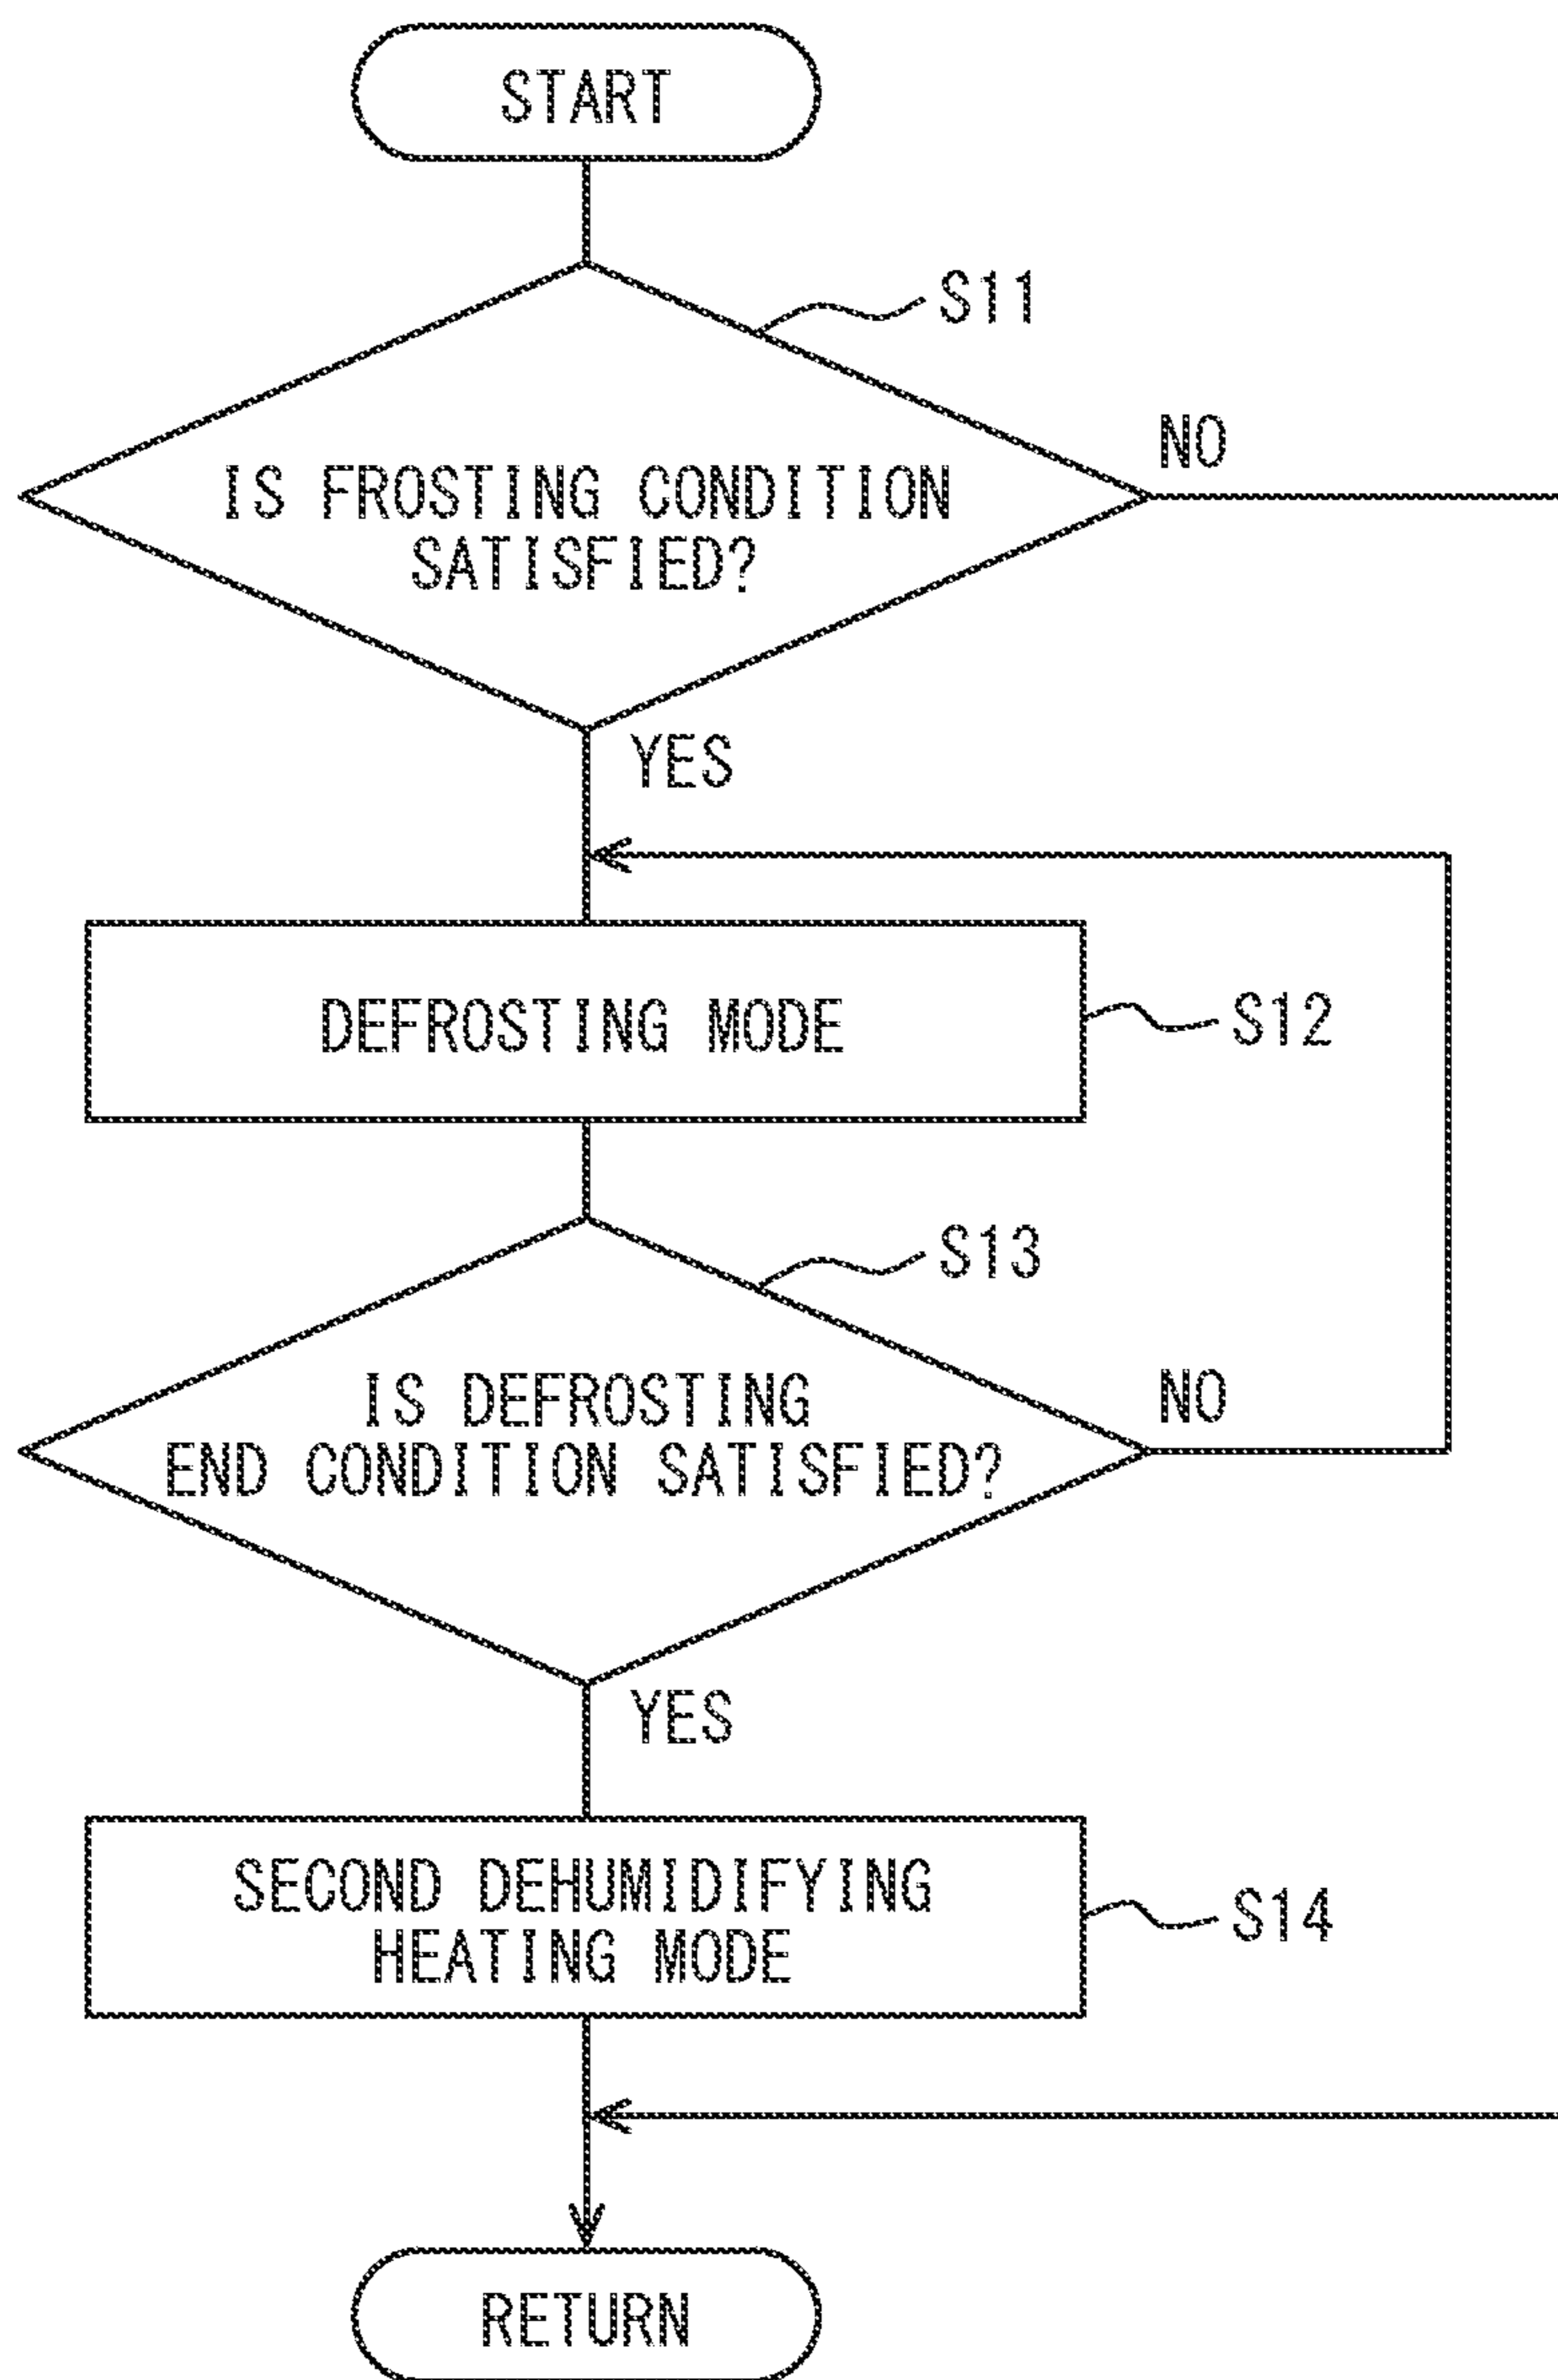 START
S11
NO
IS FROSTING CONDITION
SATISFIED?
YES
DEFROSTING MODE
S12
S13
NO
IS DEFROSTING
END CONDITION SATISFIED?
YES
SECOND DEHUMIDIFYING
HEATING MODE
S14
RETURN